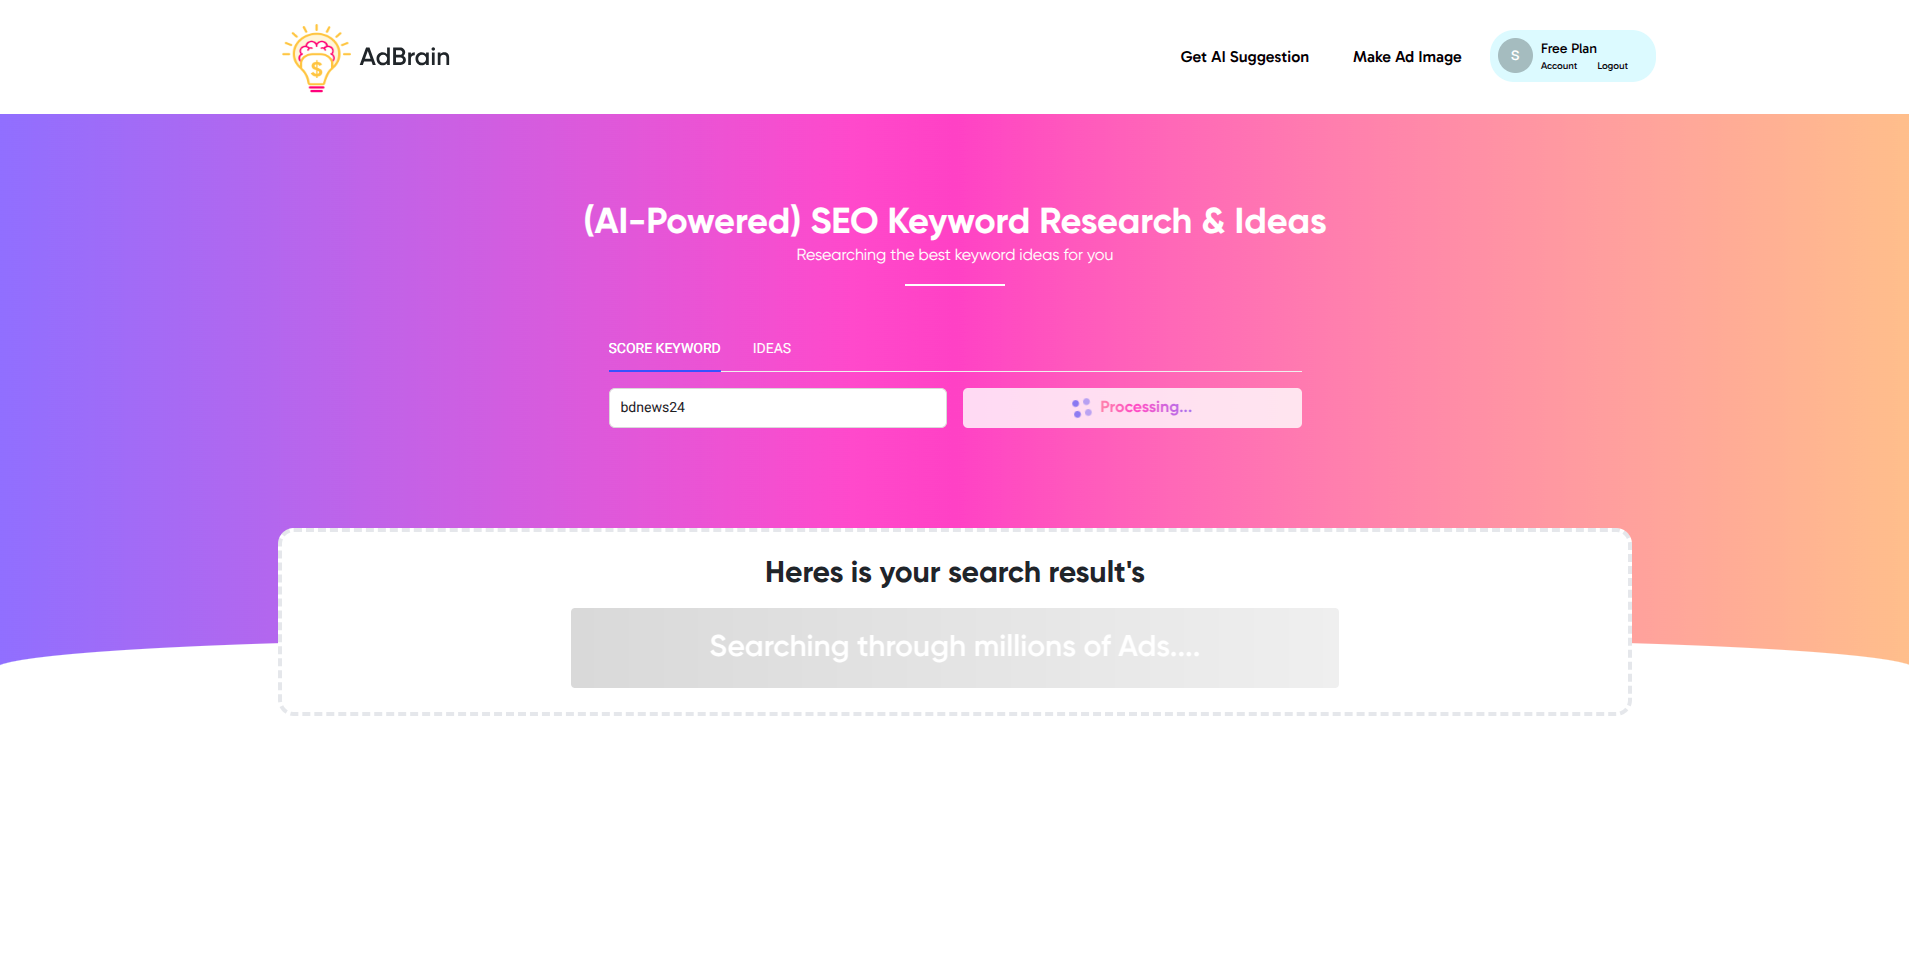 AdBrain
Get AI Suggestion
Make Ad Image
S
Free Plan
Account
Logout
(AI-Powered) SEO Keyword Research & Ideas
Researching the best keyword ideas for you
SCORE KEYWORD
IDEAS
bdnews24
Processing...
Heres is your search result's
Searching through millions of Ads....